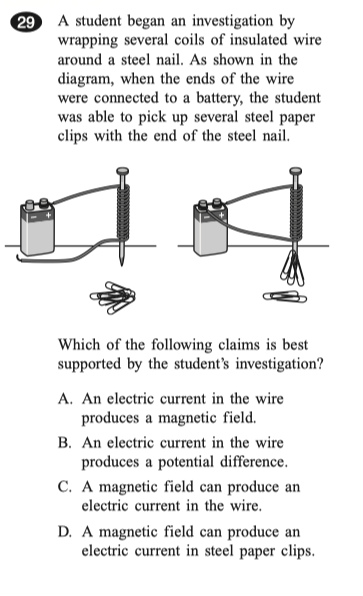 29 A student began an investigation by
wrapping several coils of insulated wire
around a steel nail. As shown in the
diagram, when the ends of the wire
were connected to a battery, the student
was able to pick up several steel paper
clips with the end of the steel nail.
– +
– +
Which of the following claims is best
supported by the student's investigation?
A. An electric current in the wire
produces a magnetic field.
B. An electric current in the wire
produces a potential difference.
C. A magnetic field can produce an
electric current in the wire.
D. A magnetic field can produce an
electric current in steel paper clips.